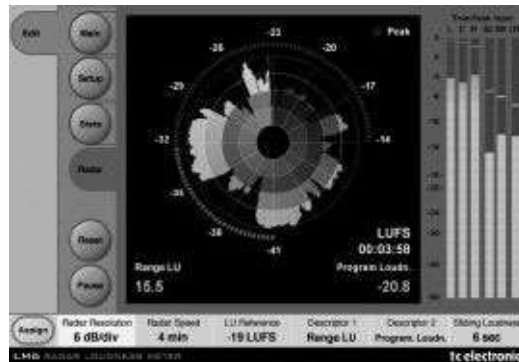 Edit
Main
Setup
Stats
Radar
Reset
Pause
Assign
-23
-26
-29
-32
-35
-38
-41
-17
-14
Peak
LUFS
00:03:58
Range LU
15.5
Program Loudn.
-20.8
True Peak Input
L C R
Radar Resolution
6 dB/div
Radar Speed
4 min
LU Reference
-19 LUFS
Descriptor 1
Range LU
Descriptor 2
Program. Loudn.
Sliding Loudness
6 sec
LM6 RADAR LOUDNESS METER
tc electronic